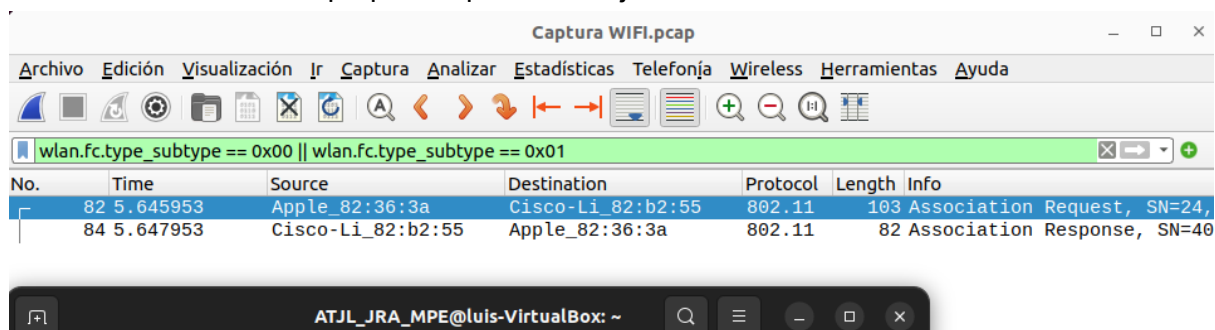 Captura WIFI.pcap
Archivo Edición Visualización Ir Captura Analizar Estadísticas Telefonía Wireless Herramientas Ayuda
wlan.fc.type_subtype == 0x00 || wlan.fc.type_subtype == 0x01
No. Time Source Destination Protocol Length Info
82 5.645953 Apple_82:36:3a Cisco-Li_82:b2:55 802.11 103 Association Request, SN=24,
84 5.647953 Cisco-Li_82:b2:55 Apple_82:36:3a 802.11 82 Association Response, SN=40
ATJL_JRA_MPE@luis-VirtualBox: ~